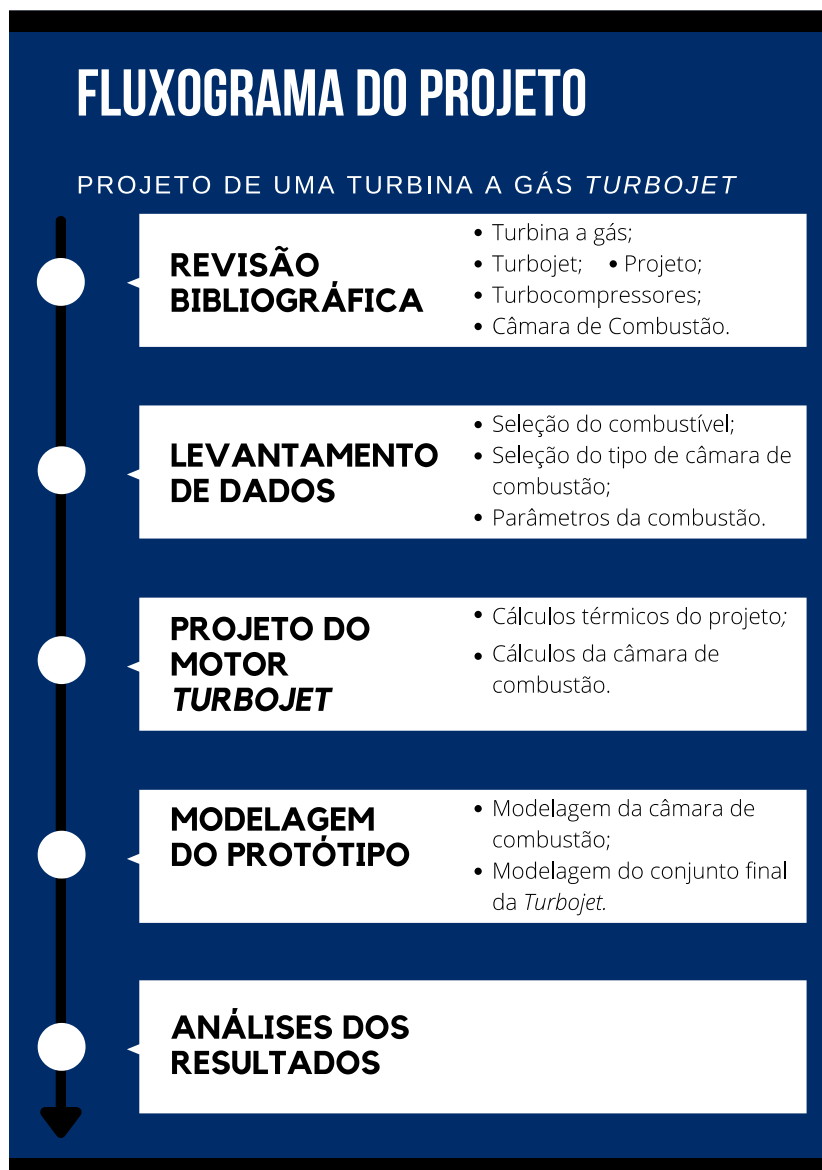 FLUXOGRAMA DO PROJETO
PROJETO DE UMA TURBINA A GÁS TURBOJET
REVISÃO
BIBLIOGRÁFICA
• Turbina a gás;
• Turbojet; • Projeto;
• Turbocompressores;
• Câmara de Combustão.
LEVANTAMENTO
DE DADOS
• Seleção do combustível;
• Seleção do tipo de câmara de
combustão;
• Parâmetros da combustão.
PROJETO DO
MOTOR
TURBOJET
• Cálculos térmicos do projeto;
• Cálculos da câmara de
combustão.
MODELAGEM
DO PROTÓTIPO
• Modelagem da câmara de
combustão;
• Modelagem do conjunto final
da Turbojet.
ANÁLISES DOS
RESULTADOS